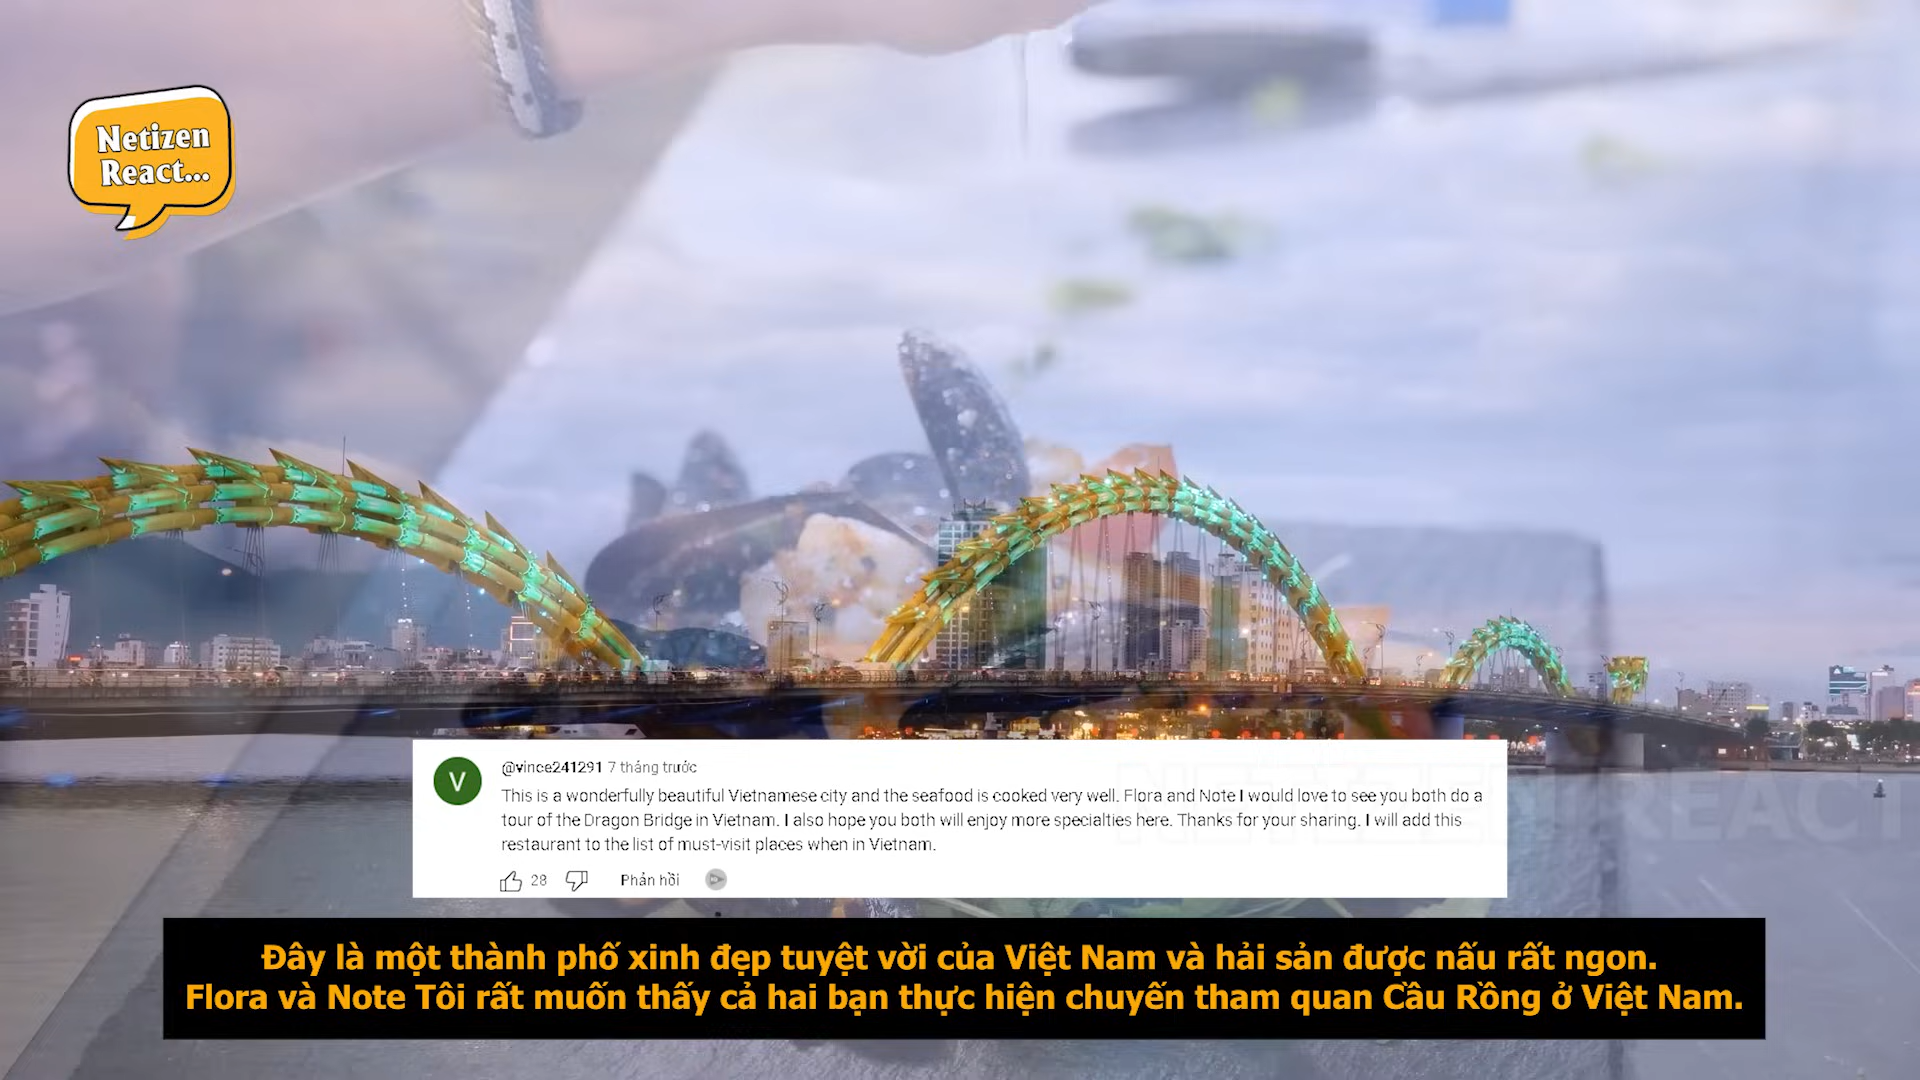 Netizen
React...
@vince241291 7 tháng trước
This is a wonderfully beautiful Vietnamese city and the seafood is cooked very well. Flora and Note I would love to see you both do a
tour of the Dragon Bridge in Vietnam. I also hope you both will enjoy more specialties here. Thanks for your sharing. I will add this
restaurant to the list of must-visit places when in Vietnam.
28 Phản hồi
V
NETIZEN REACT
Đây là một thành phố xinh đẹp tuyệt vời của Việt Nam và hải sản được nấu rất ngon.
Flora và Note Tôi rất muốn thấy cả hai bạn thực hiện chuyến tham quan Cầu Rồng ở Việt Nam.